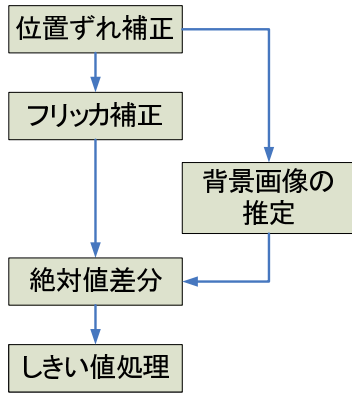 位置ずれ補正
フリッカ補正
背景画像の
推定
絶対値差分
しきい値処理